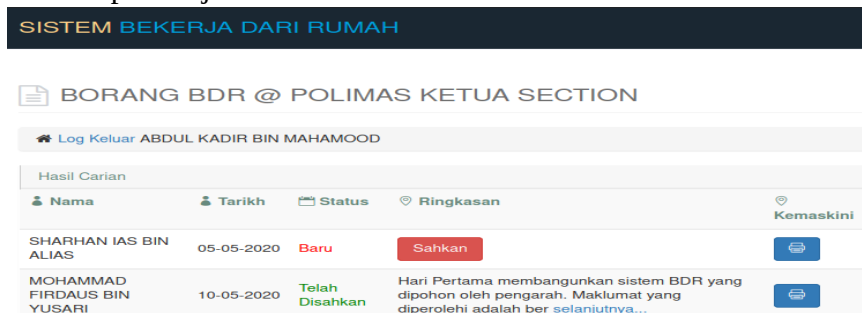 SISTEM BEKERJA DARI RUMAH
BORANG BDR @ POLIMAS KETUA SECTION
Log Keluar ABDUL KADIR BIN MAHAMOOD
Hasil Carian
Nama Tarikh Status Ringkasan Kemaskini
SHARHAN IAS BIN
ALIAS
05-05-2020 Baru Sahkan
MOHAMMAD
FIRDAUS BIN
YUSARI
10-05-2020
Telah
Disahkan
Hari Pertama membangunkan sistem BDR yang
dipohon oleh pengarah. Maklumat yang
diperolehi adalah ber selanjutnya...